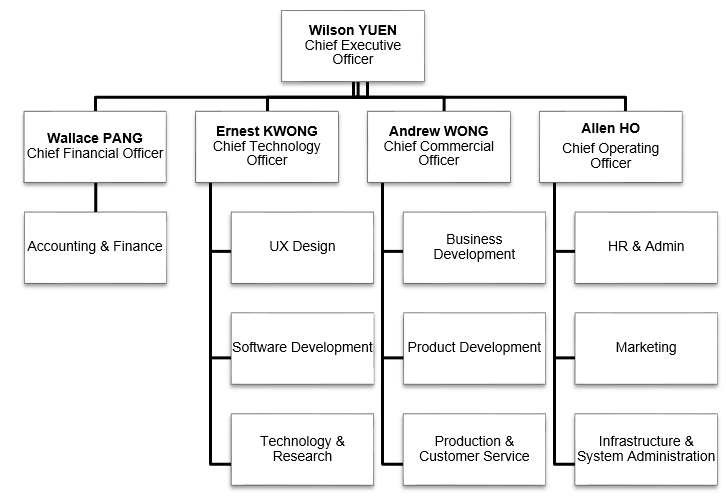 Wilson YUEN
Chief Executive
Officer
Wallace PANG
Chief Financial Officer
Ernest KWONG
Chief Technology
Officer
Andrew WONG
Chief Commercial
Officer
Allen HO
Chief Operating
Officer
Accounting & Finance
UX Design
Business
Development
HR & Admin
Software Development
Product Development
Marketing
Technology &
Research
Production &
Customer Service
Infrastructure &
System Administration